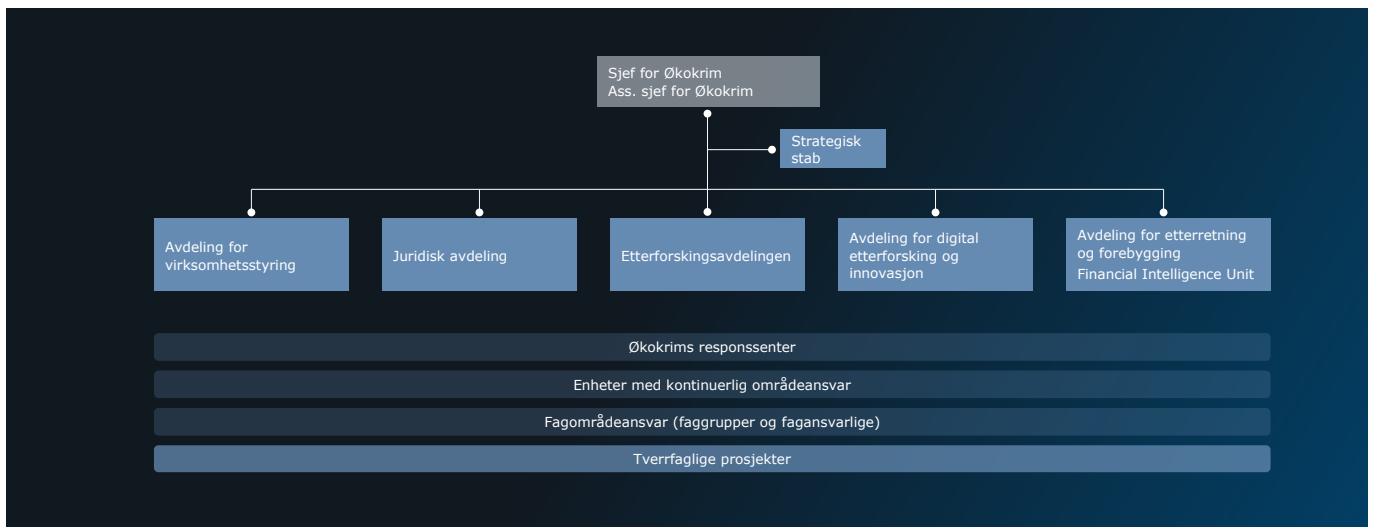 Sjef for Økokrim
Ass. sjef for Økokrim
Strategisk
stab
Avdeling for
virksomhetsstyring
Juridisk avdeling
Etterforskingsavdelingen
Avdeling for digital
etterforsking og
innovasjon
Avdeling for etterretning
og forebygging
Financial Intelligence Unit
Økokrims responssenter
Enheter med kontinuerlig områdeansvar
Fagområdeansvar (faggrupper og fagansvarlige)
Tverrfaglige prosjekter